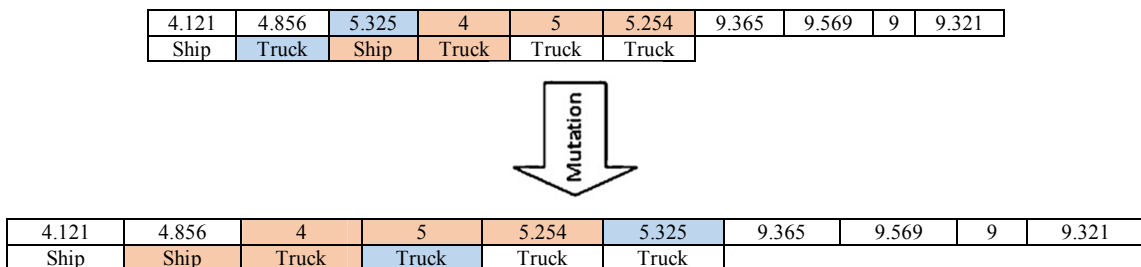 4.121 4.856 5.325 4 5 5.254 9.365 9.569 9 9.321
Ship Truck Ship Truck Truck Truck
Mutation
4.121 4.856 4 5 5.254 5.325 9.365 9.569 9 9.321
Ship Ship Truck Truck Truck Truck